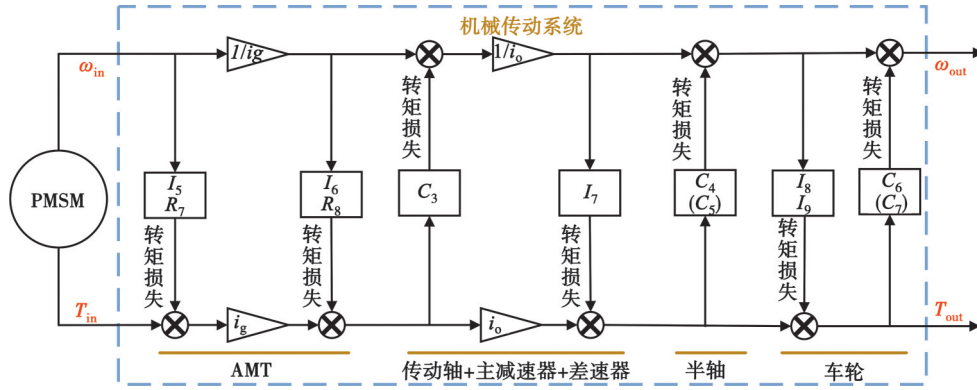 机械传动系统
ω_in
1/ig
1/i_o
ω_out
转矩损失
转矩损失
转矩损失
PMSM
I_5
R_7
I_6
R_8
C_3
I_7
C_4
(C_5)
I_8
I_9
C_6
(C_7)
转矩损失
转矩损失
转矩损失
转矩损失
T_in
i_g
i_o
T_out
AMT
传动轴+主减速器+差速器
半轴
车轮